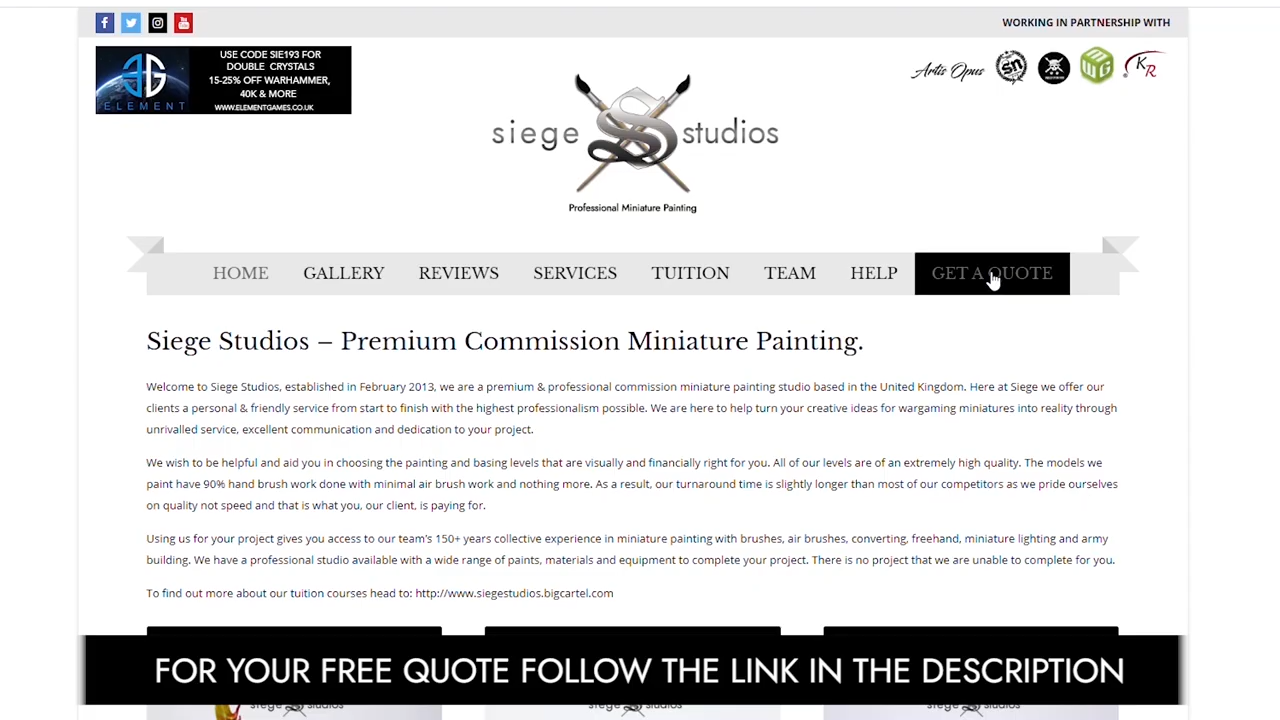 WORKING IN PARTNERSHIP WITH
USE CODE SIE193 FOR
DOUBLE CRYSTALS
15-25% OFF WARHAMMER,
40K & MORE
WWW.ELEMENTGAMES.CO.UK
ELEMENT
Artis Opus
KR
siege S studios
Professional Miniature Painting
HOME GALLERY REVIEWS SERVICES TUITION TEAM HELP GET A QUOTE
Siege Studios – Premium Commission Miniature Painting.
Welcome to Siege Studios, established in February 2013, we are a premium & professional commission miniature painting studio based in the United Kingdom. Here at Siege we offer our
clients a personal & friendly service from start to finish with the highest professionalism possible. We are here to help turn your creative ideas for wargaming miniatures into reality through
unrivalled service, excellent communication and dedication to your project.
We wish to be helpful and aid you in choosing the painting and basing levels that are visually and financially right for you. All of our levels are of an extremely high quality. The models we
paint have 90% hand brush work done with minimal air brush work and nothing more. As a result, our turnaround time is slightly longer than most of our competitors as we pride ourselves
on quality not speed and that is what you, our client, is paying for.
Using us for your project gives you access to our team's 150+ years collective experience in miniature painting with brushes, air brushes, converting, freehand, miniature lighting and army
building. We have a professional studio available with a wide range of paints, materials and equipment to complete your project. There is no project that we are unable to complete for you.
To find out more about our tuition courses head to: http://www.siegestudios.bigcartel.com
FOR YOUR FREE QUOTE FOLLOW THE LINK IN THE DESCRIPTION